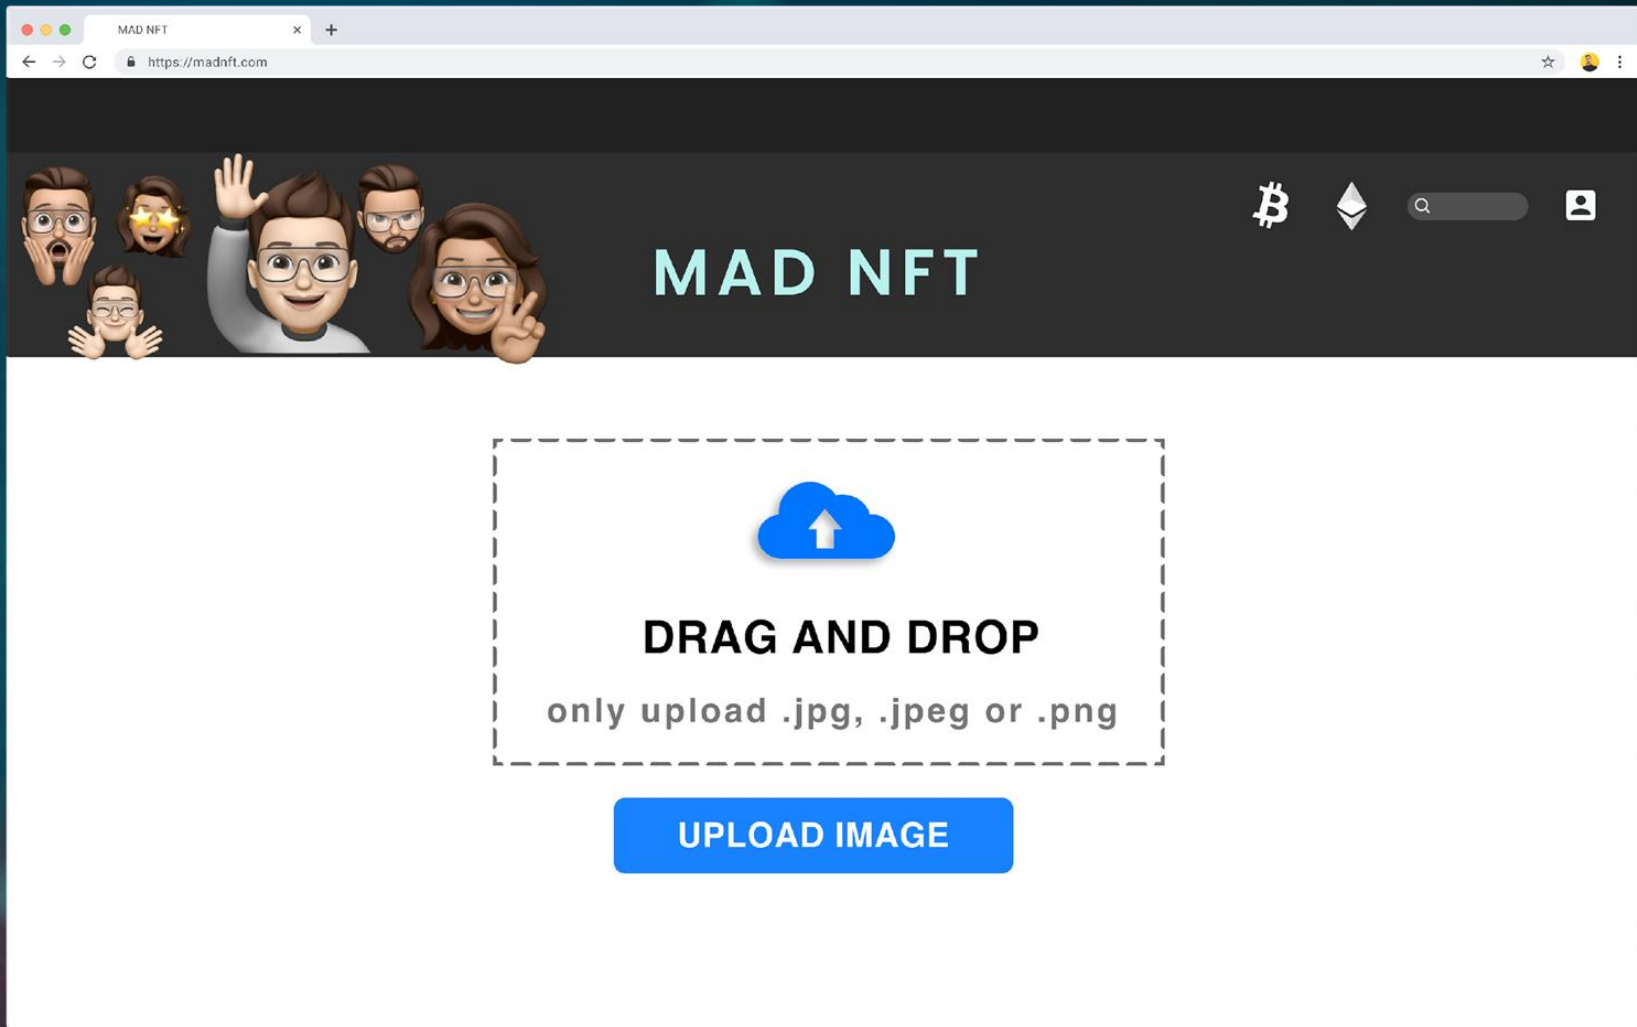 MAD NFT
https://madnft.com
MAD NFT
DRAG AND DROP
only upload .jpg, .jpeg or .png
UPLOAD IMAGE